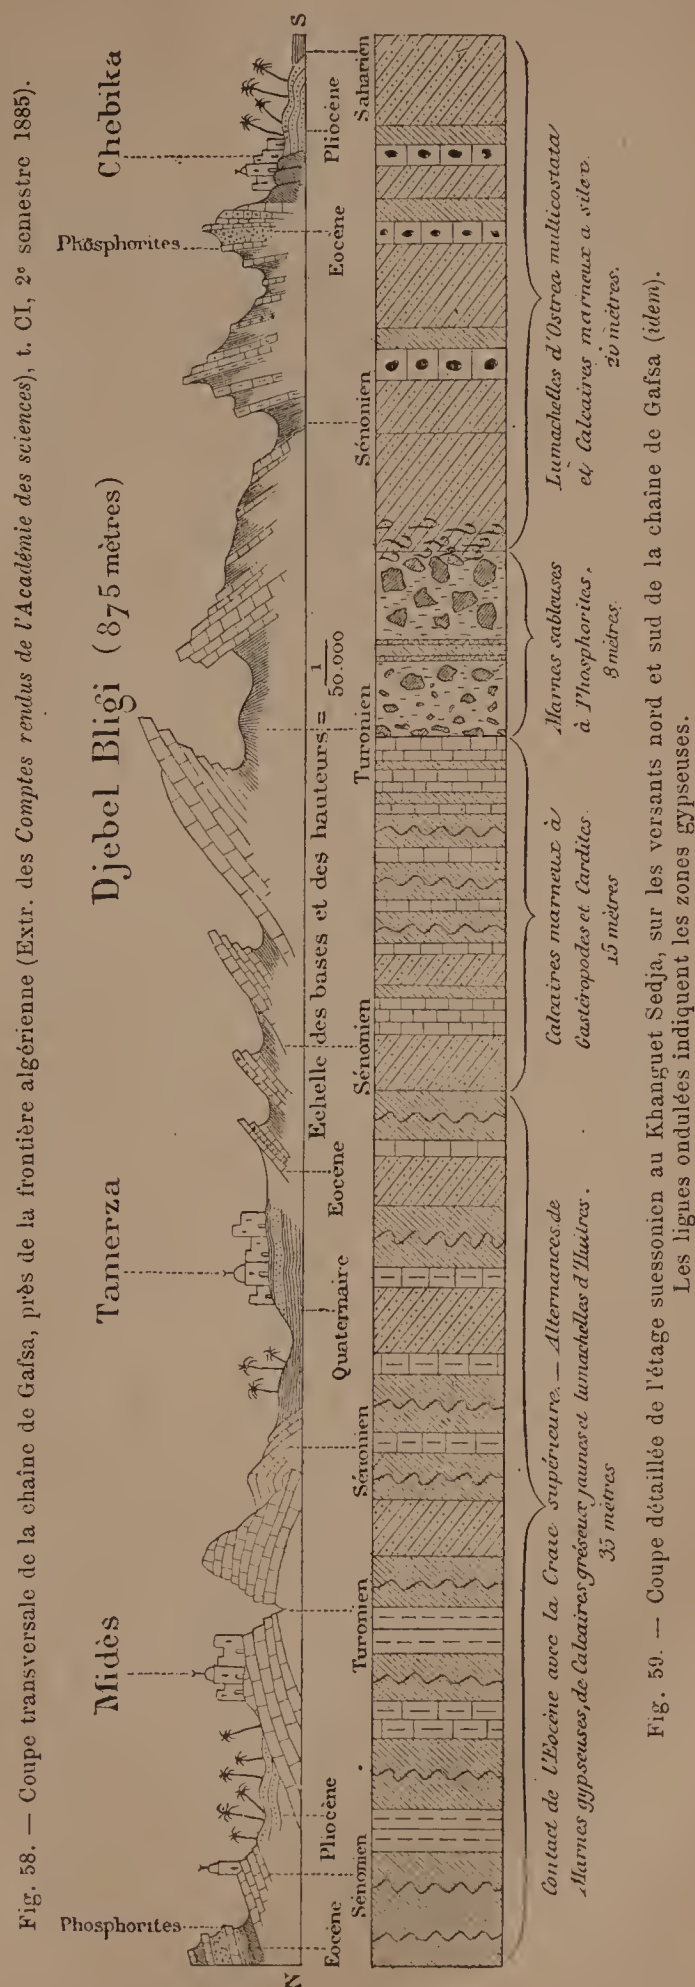 Fig. 58. — Coupe transversale de la chaîne de Gafsa, près de la frontière algérienne (Extr. des Comptes rendus de l'Académie des sciences), t. CI, 2e semestre 1885).
Midès
Tamerza
Djebel Bligi (875 mètres)
Chebika
Phosphorites
Phosphorites
N
S
Echelle des bases et des hauteurs = 1/50.000
Eocène
Sénonien
Pliocène
Turonien
Sénonien
Quaternaire
Eocène
Sénonien
Turonien
Sénonien
Eocène
Pliocène
Saharien
Contact de l'Eocène avec la Craie supérieure. — Alternances de
Marnes gypseuses, de Calcaires gréseux jaunes et lumachelles d'Huitres.
35 mètres
Calcaires marneux à
Gastéropodes et Cardites.
15 mètres
Marnes sableuses
à Phosphorites.
8 mètres.
Lumachelles d'Ostrea multicostata
et Calcaires marneux a silex.
20 mètres.
Fig. 59. — Coupe détaillée de l'étage suessonien au Khanguet Sedja, sur les versants nord et sud de la chaine de Gafsa (idem).
Les lignes ondulées indiquent les zones gypseuses.